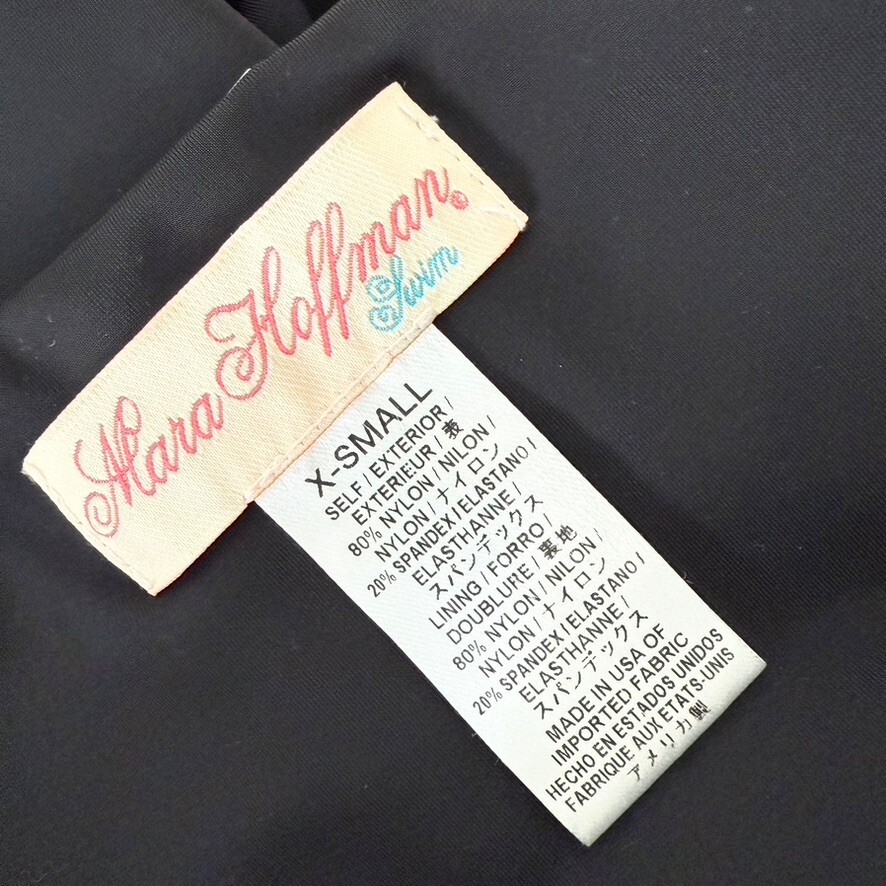 Mara Hoffman®
Swim
X-SMALL
SELF / EXTERIOR /
EXTERIEUR / 表
80% NYLON / NILON /
NYLON / ナイロン
20% SPANDEX / ELASTANO /
ELASTHANNE /
スパンデックス
LINING / FORRO /
DOUBLURE / 裏地
80% NYLON / NILON /
NYLON / ナイロン
20% SPANDEX / ELASTANO /
ELASTHANNE /
スパンデックス
MADE IN USA OF
IMPORTED FABRIC
HECHO EN ESTADOS UNIDOS
FABRIQUE AUX ETATS-UNIS
アメリカ製